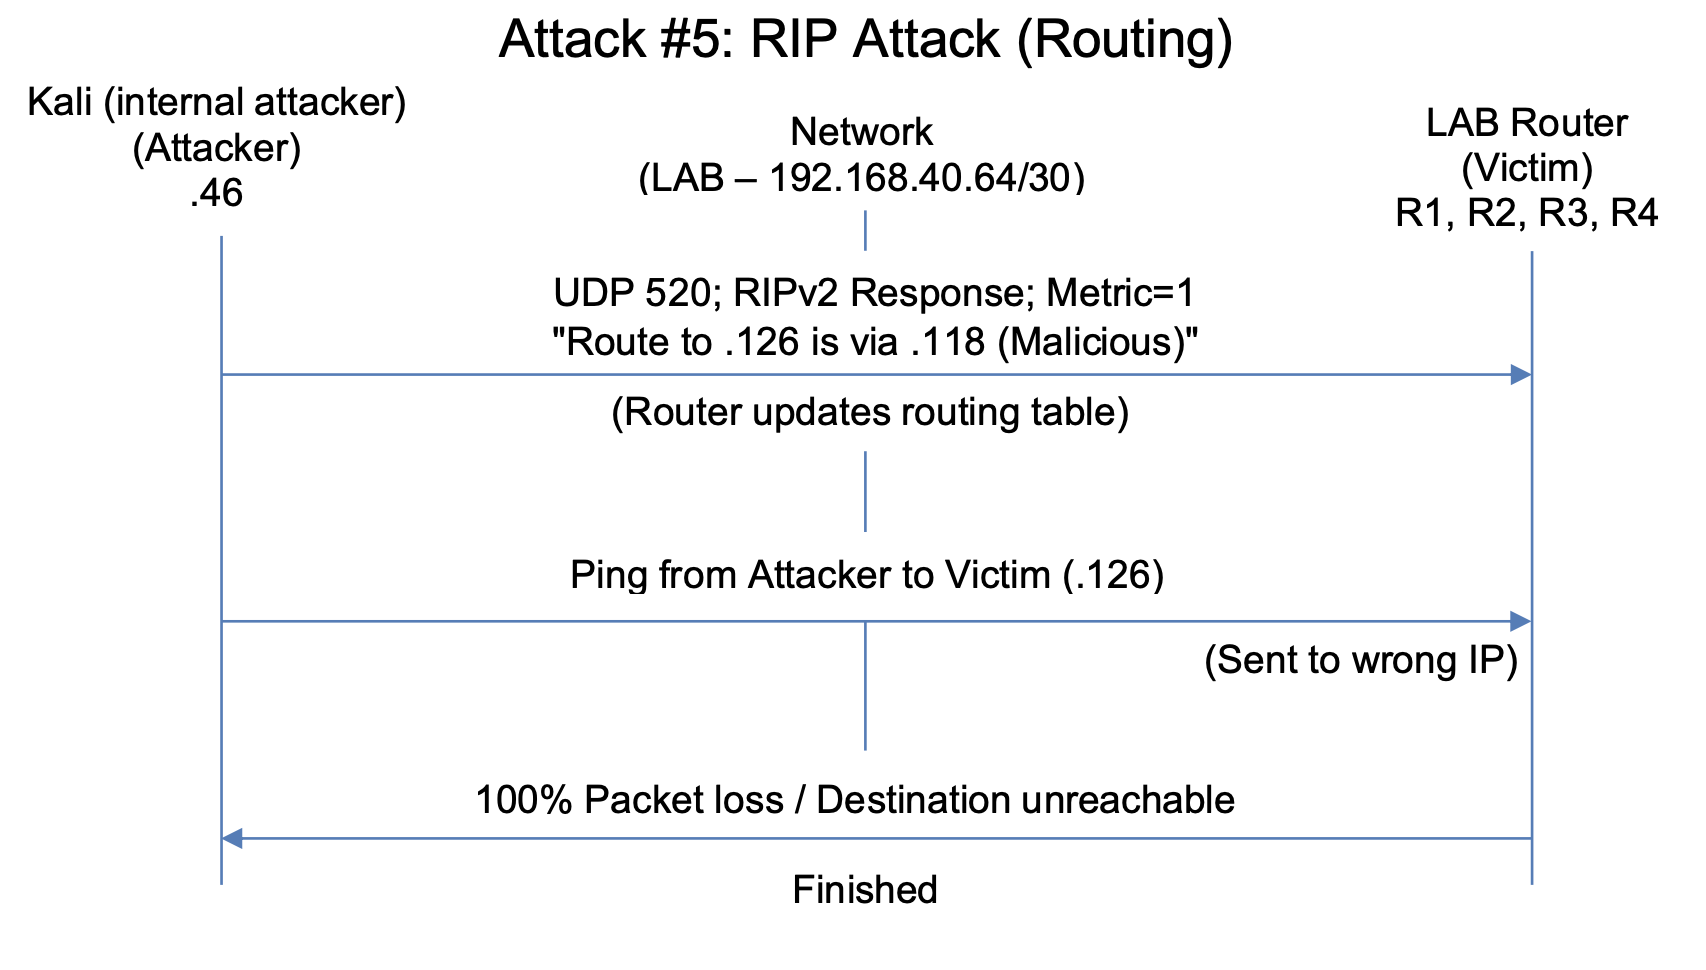 Attack #5: RIP Attack (Routing)
Kali (internal attacker)
(Attacker)
.46
Network
(LAB – 192.168.40.64/30)
LAB Router
(Victim)
R1, R2, R3, R4
UDP 520; RIPv2 Response; Metric=1
"Route to .126 is via .118 (Malicious)"
(Router updates routing table)
Ping from Attacker to Victim (.126)
(Sent to wrong IP)
100% Packet loss / Destination unreachable
Finished